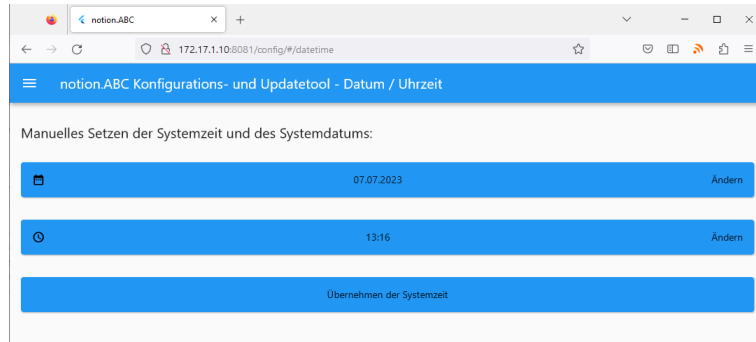 notion.ABC
172.17.1.10:8081/config/#/datetime
notion.ABC Konfigurations- und Updatetool - Datum / Uhrzeit
Manuelles Setzen der Systemzeit und des Systemdatums:
07.07.2023 Ändern
13:16 Ändern
Übernehmen der Systemzeit